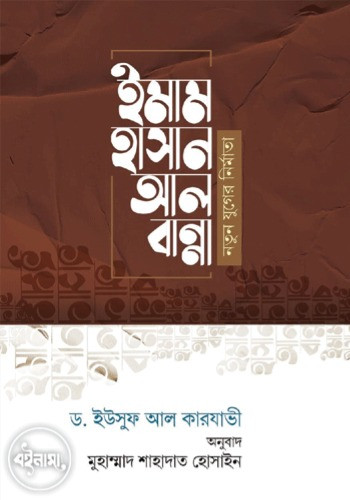 ইমাম
হাসান
আল
বান্না
নতুন যুগের নির্মাতা
ড. ইউসুফ আল কারযাভী
অনুবাদ
মুহাম্মাদ শাহাদাত হোসাইন
বইনামা